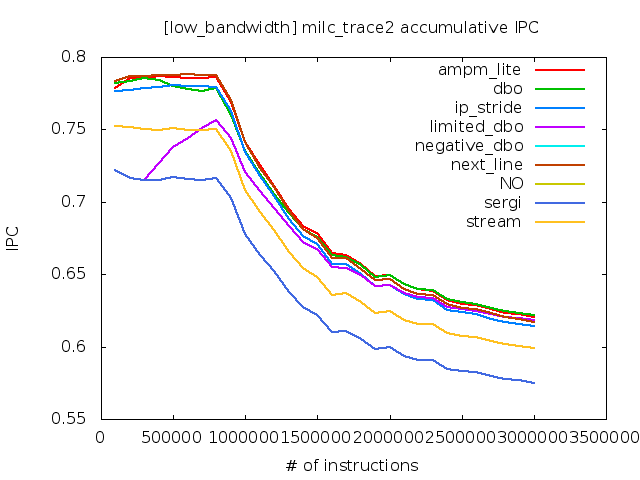 [low_bandwidth] milc_trace2 accumulative IPC
0.8
0.75
0.7
0.65
0.6
0.55
IPC
ampm_lite
dbo
ip_stride
limited_dbo
negative_dbo
next_line
NO
sergi
stream
0 500000 1000000 1500000 2000000 2500000 3000000 3500000
# of instructions